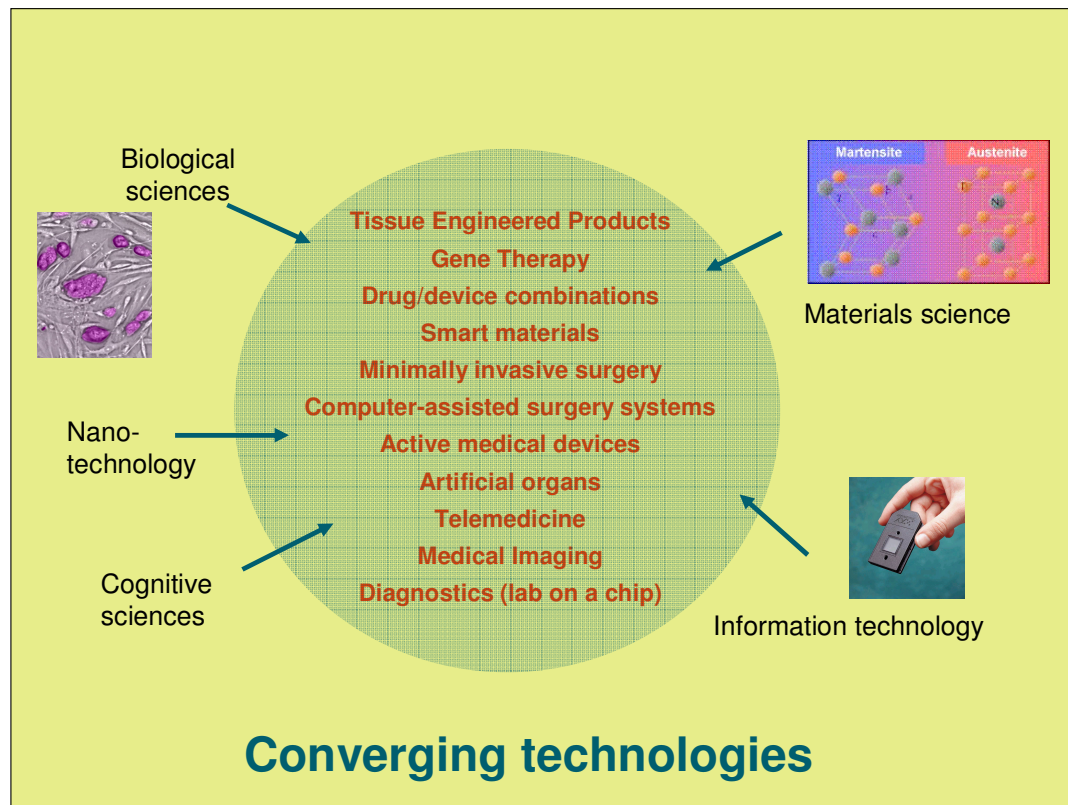 Biological
sciences
Martensite
Austenite
Tissue Engineered Products
Gene Therapy
Drug/device combinations
Smart materials
Materials science
Minimally invasive surgery
Computer-assisted surgery systems
Nano-
technology
Active medical devices
Artificial organs
Telemedicine
Medical Imaging
Cognitive
sciences
Diagnostics (lab on a chip)
Information technology
Converging technologies